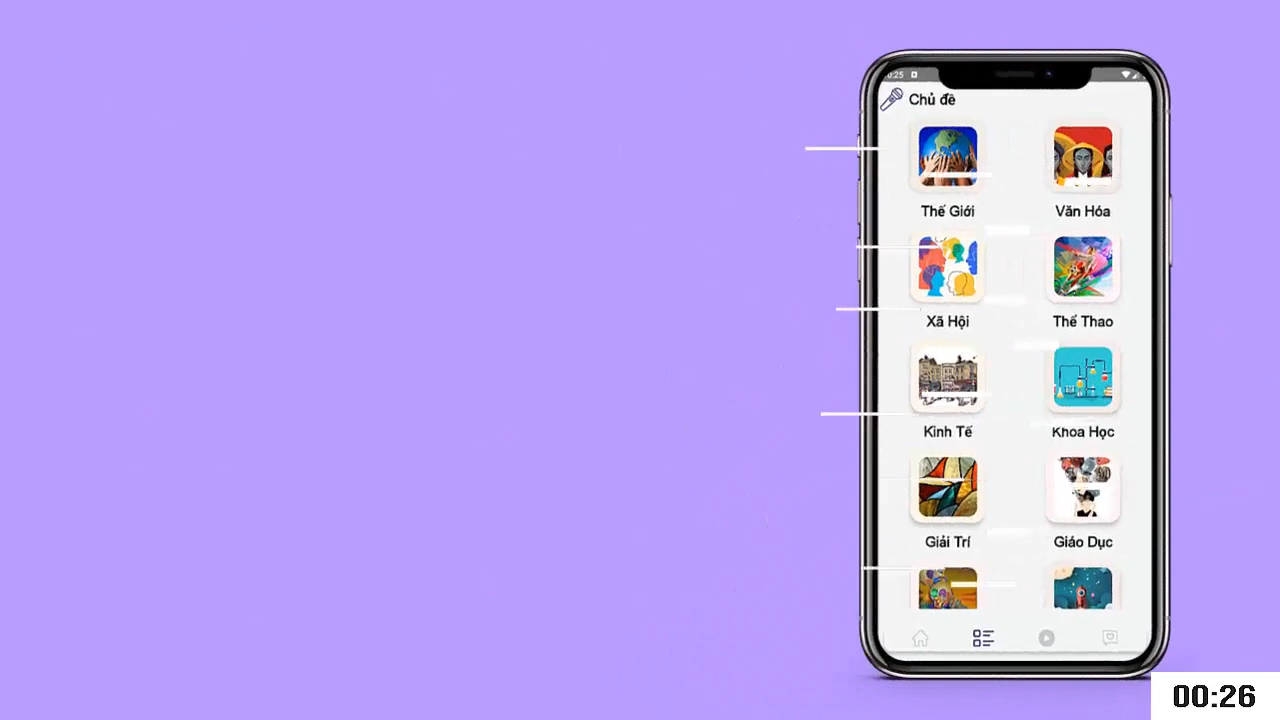 Chủ đề
Thế Giới
Văn Hóa
Xã Hội
Thể Thao
Kinh Tế
Khoa Học
Giải Trí
Giáo Dục
00:26